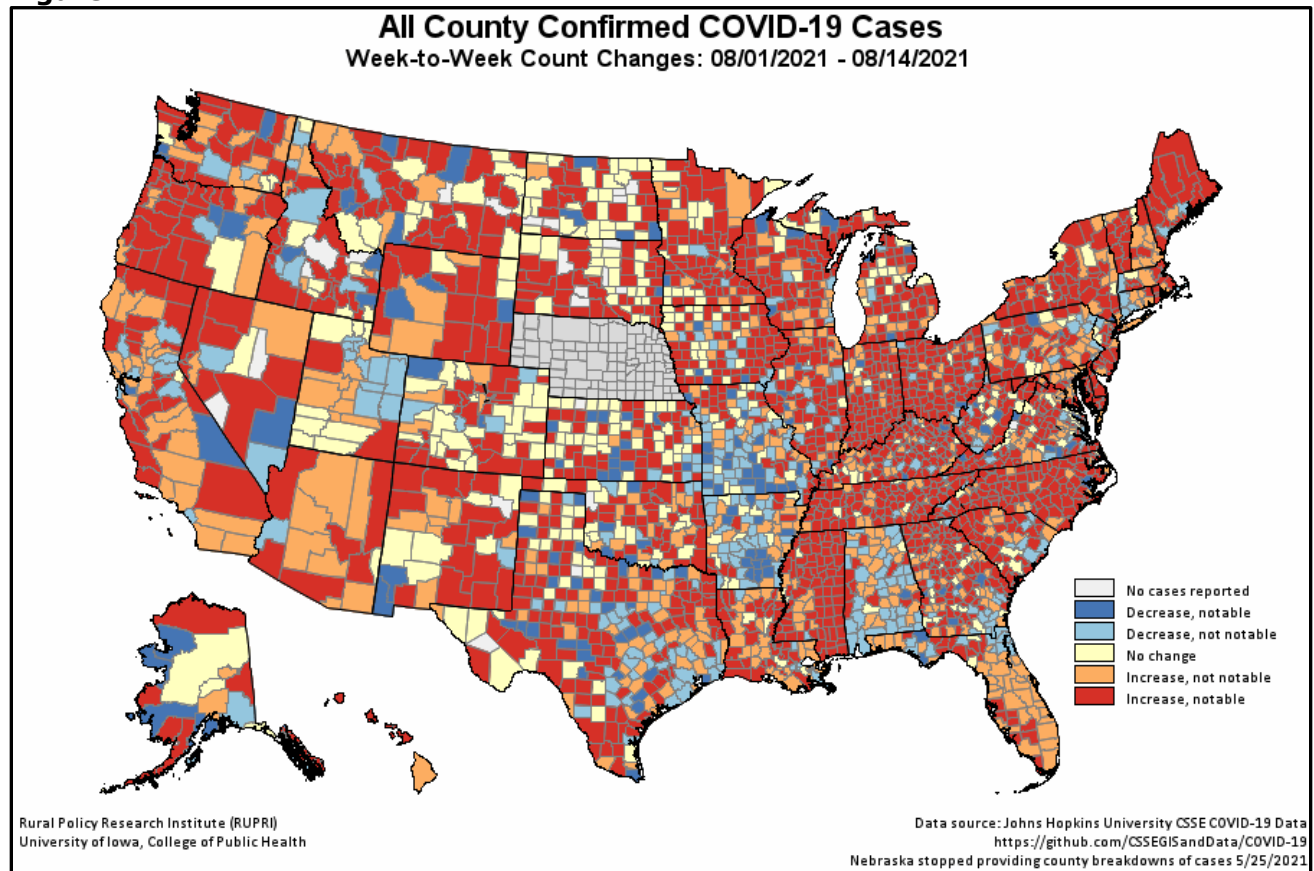 All County Confirmed COVID-19 Cases
Week-to-Week Count Changes: 08/01/2021 - 08/14/2021
No cases reported
Decrease, notable
Decrease, not notable
No change
Increase, not notable
Increase, notable
Rural Policy Research Institute (RUPRI)
University of Iowa, College of Public Health
Data source: Johns Hopkins University CSSE COVID-19 Data
https://github.com/CSSEGISandData/COVID-19
Nebraska stopped providing county breakdowns of cases 5/25/2021